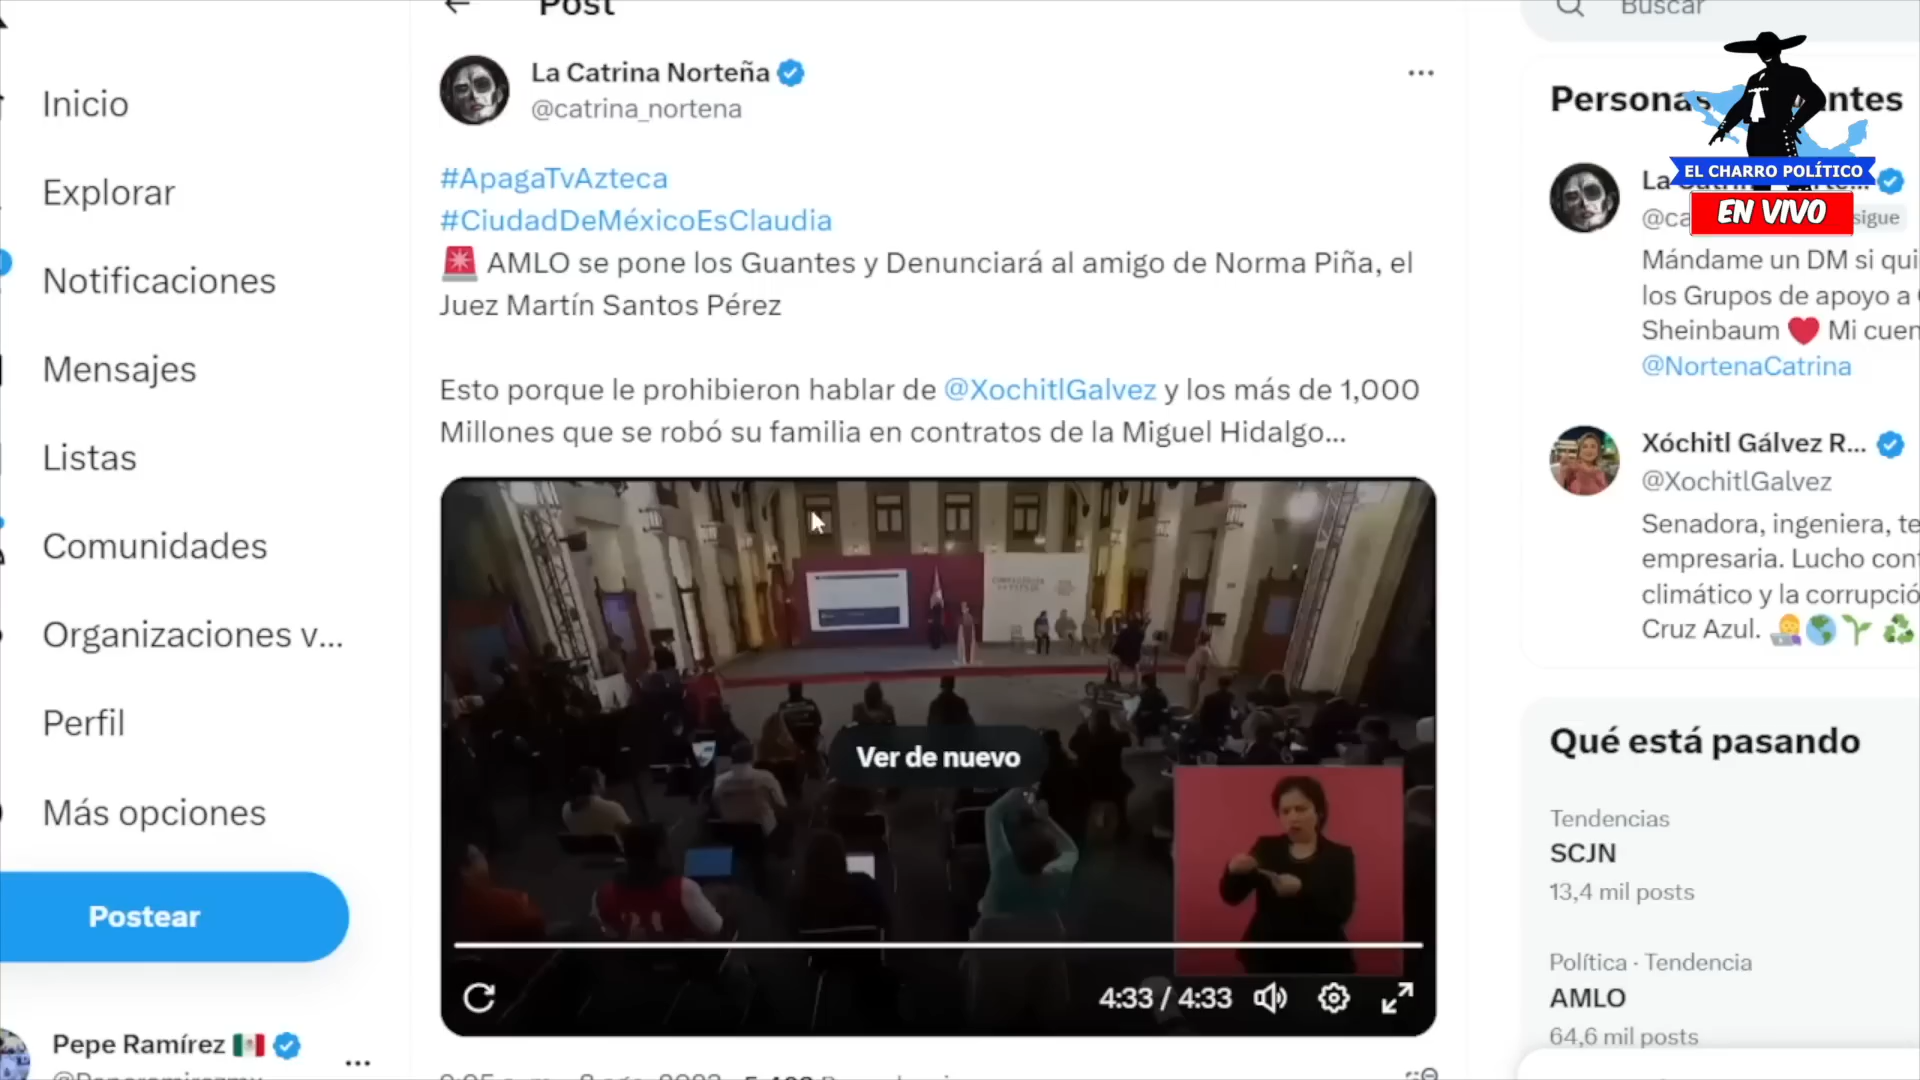 Post
Buscar
Inicio
Explorar
Notificaciones
Mensajes
Listas
Comunidades
Organizaciones v...
Perfil
Más opciones
Postear
Pepe Ramírez
La Catrina Norteña
@catrina_nortena
#ApagaTvAzteca
#CiudadDeMéxicoEsClaudia
AMLO se pone los Guantes y Denunciará al amigo de Norma Piña, el
Juez Martín Santos Pérez
Esto porque le prohibieron hablar de @XochitlGalvez y los más de 1,000
Millones que se robó su familia en contratos de la Miguel Hidalgo...
Ver de nuevo
4:33 / 4:33
Personas
EL CHARRO POLÍTICO
EN VIVO
La
sigue
Mándame un DM si qui
los Grupos de apoyo a
Sheinbaum ❤️ Mi cuen
@NortenaCatrina
Xóchitl Gálvez R...
@XochitlGalvez
Senadora, ingeniera, te
empresaria. Lucho con
climático y la corrupció
Cruz Azul.
Qué está pasando
Tendencias
SCJN
13,4 mil posts
Política · Tendencia
AMLO
64,6 mil posts